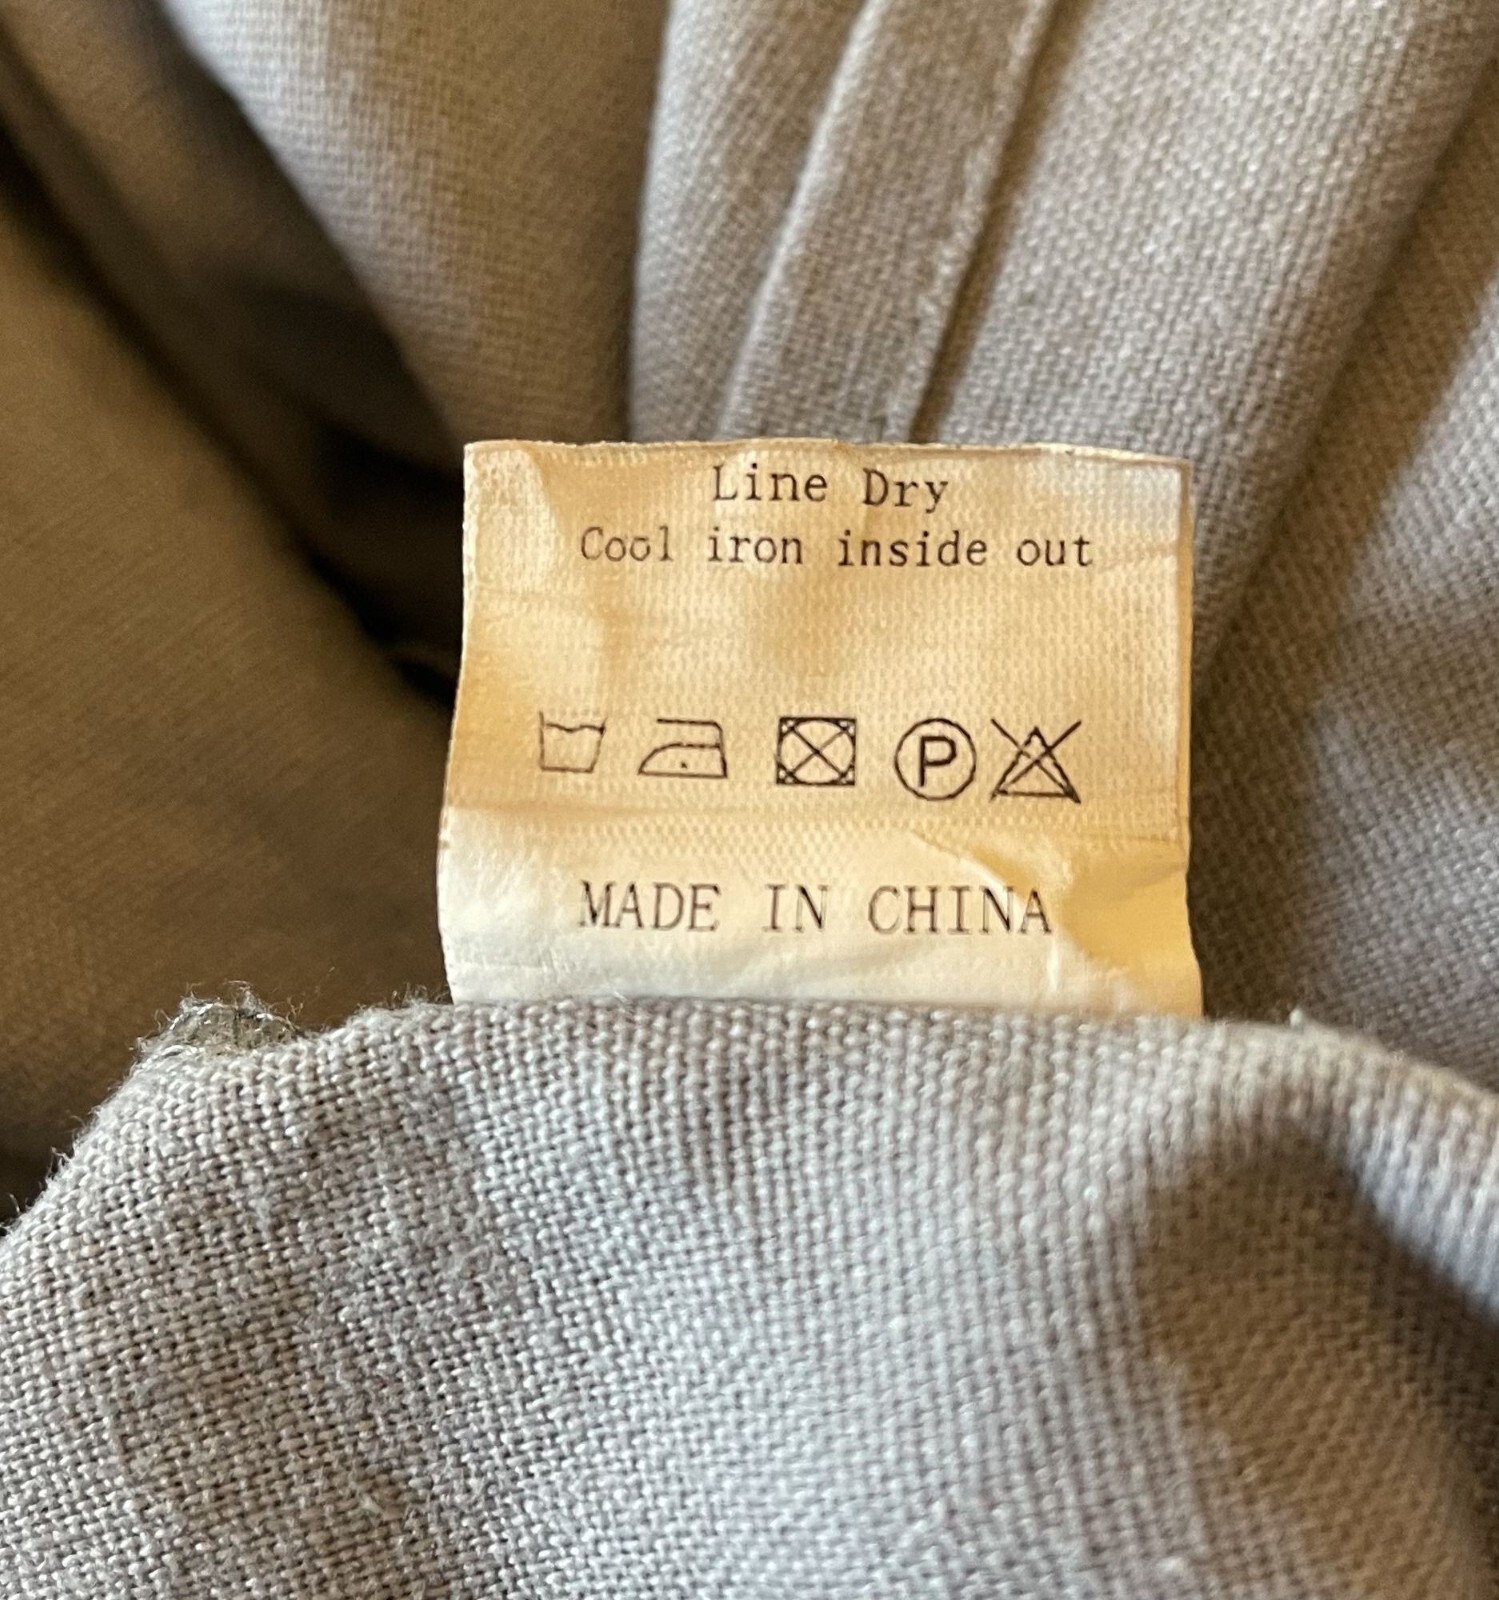 Line Dry
Cool iron inside out
P
MADE IN CHINA